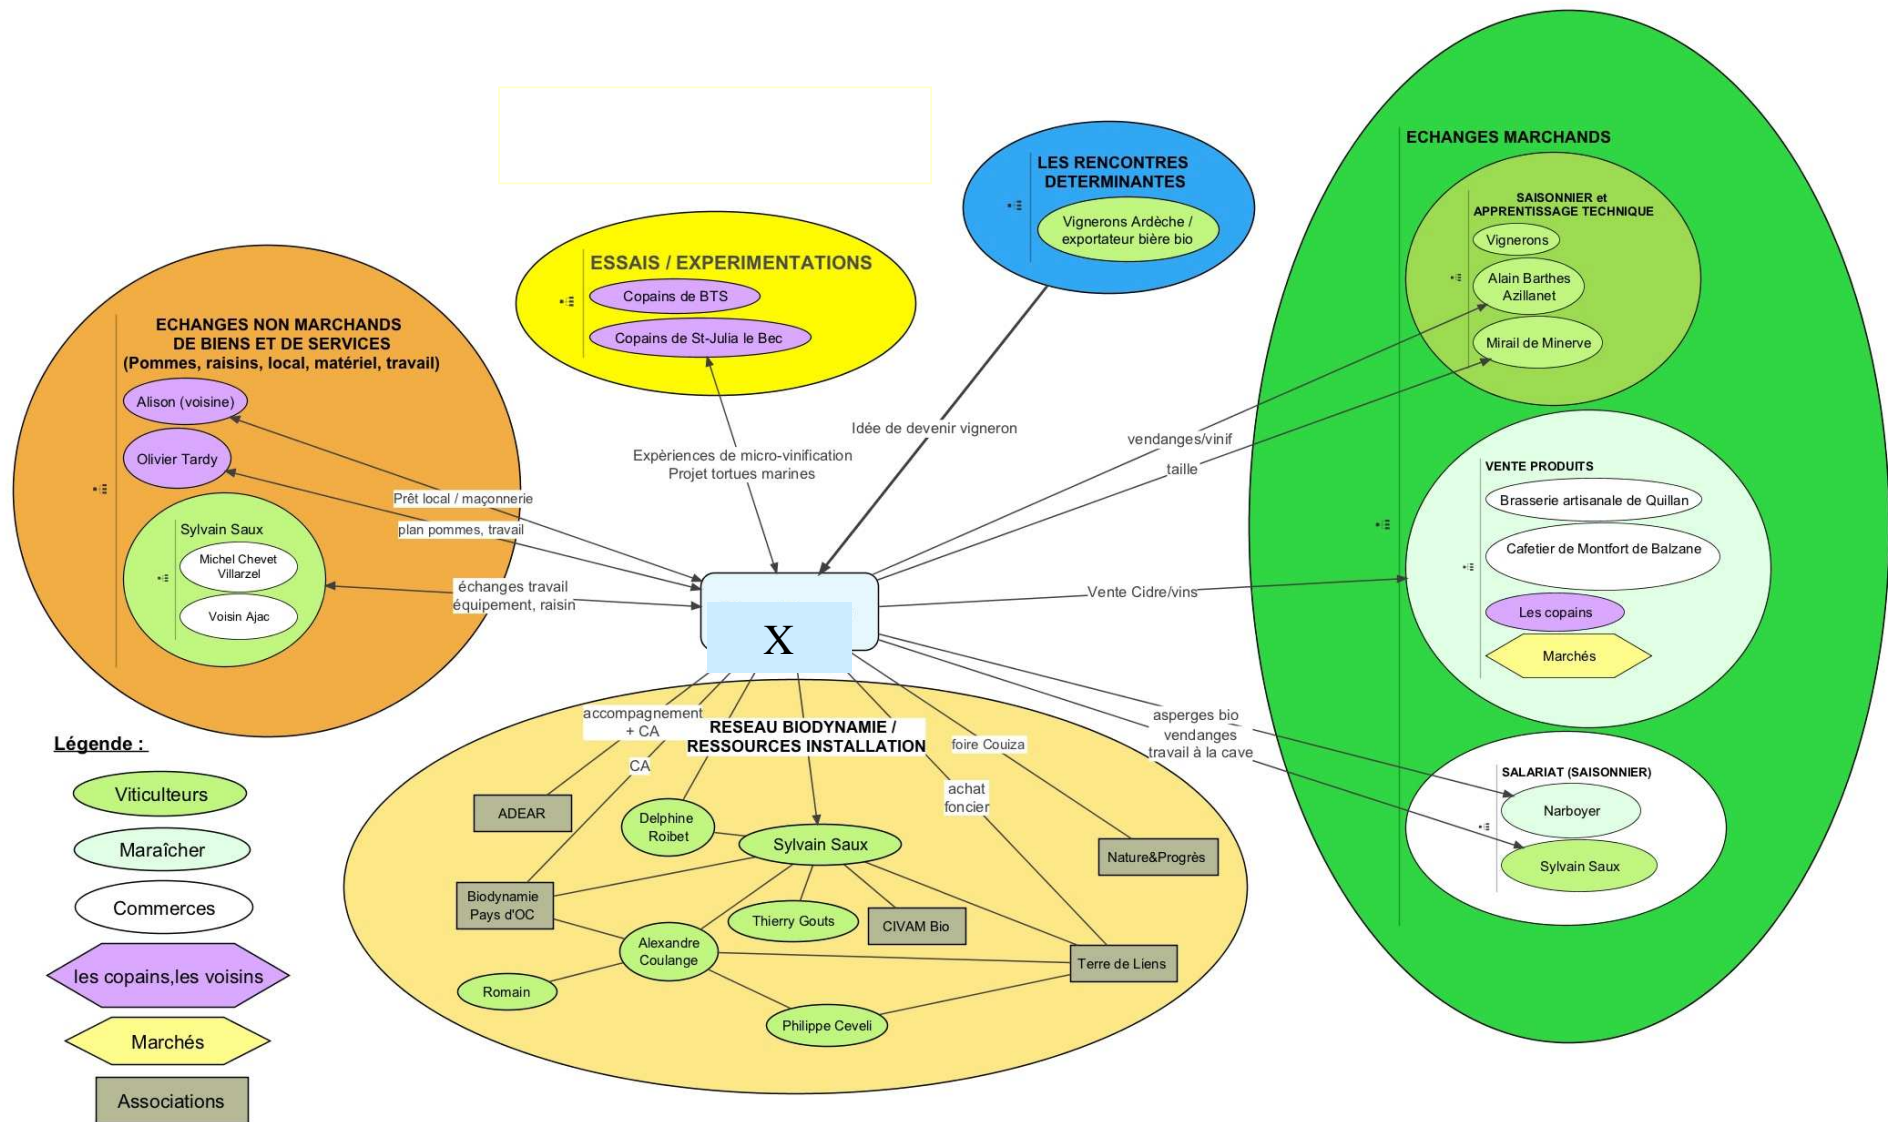 ECHANGES MARCHANDS
SAISONNIER et
APPRENTISSAGE TECHNIQUE
Vignerons
Alain Barthes
Azillanet
Mirail de Minerve
VENTE PRODUITS
Brasserie artisanale de Quillan
Cafetier de Montfort de Balzane
Les copains
Marchés
SALARIAT (SAISONNIER)
Narboyer
Sylvain Saux
LES RENCONTRES
DETERMINANTES
Vignerons Ardèche /
exportateur bière bio
ESSAIS / EXPERIMENTATIONS
Copains de BTS
Copains de St-Julia le Bec
ECHANGES NON MARCHANDS
DE BIENS ET DE SERVICES
(Pommes, raisins, local, matériel, travail)
Alison (voisine)
Olivier Tardy
Sylvain Saux
Michel Chevet
Villarzel
Voisin Ajac
Prêt local / maçonnerie
plan pommes, travail
échanges travail
équipement, raisin
Expèriences de micro-vinification
Projet tortues marines
Idée de devenir vigneron
vendanges/vinif
taille
Vente Cidre/vins
asperges bio
vendanges
travail à la cave
X
accompagnement
+ CA
CA
RESEAU BIODYNAMIE /
RESSOURCES INSTALLATION
foire Couiza
achat
foncier
ADEAR
Delphine
Roibet
Sylvain Saux
Nature&Progrès
Biodynamie
Pays d'OC
Thierry Gouts
CIVAM Bio
Alexandre
Coulange
Terre de Liens
Romain
Philippe Ceveli
Légende :
Viticulteurs
Maraîcher
Commerces
les copains,les voisins
Marchés
Associations